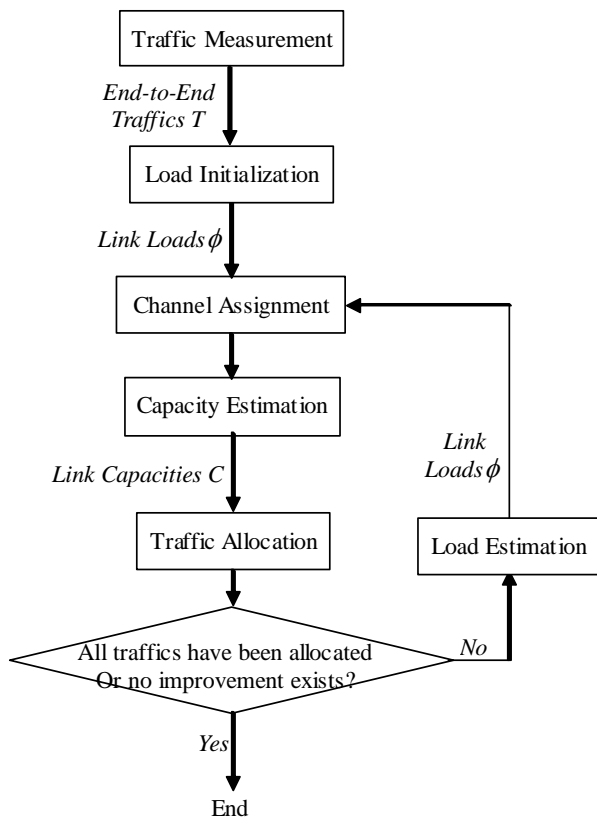 Traffic Measurement
End-to-End
Traffics T
Load Initialization
Link Loads ϕ
Channel Assignment
Capacity Estimation
Link
Loads ϕ
Link Capacities C
Traffic Allocation
Load Estimation
All traffics have been allocated
Or no improvement exists?
No
Yes
End